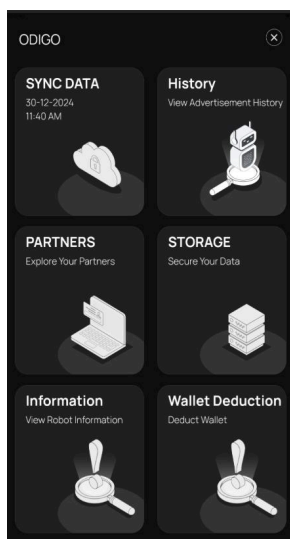 ODIGO
SYNC DATA
30-12-2024
11:40 AM
History
View Advertisement History
PARTNERS
Explore Your Partners
STORAGE
Secure Your Data
Information
View Robot Information
Wallet Deduction
Deduct Wallet